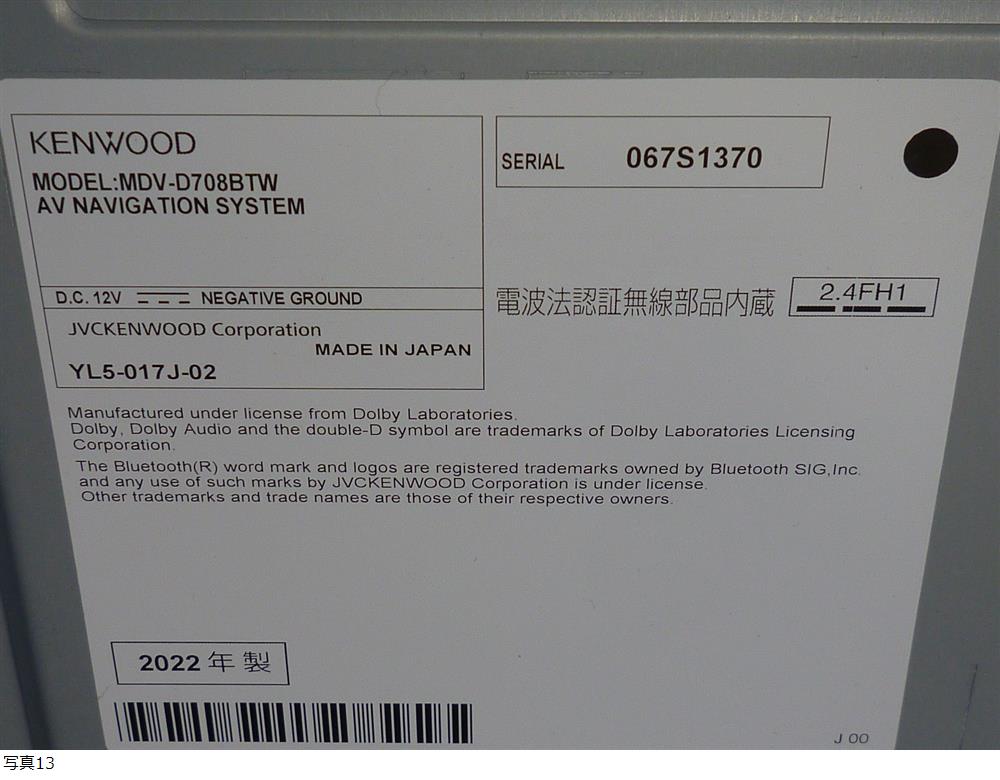 KENWOOD
MODEL:MDV-D708BTW
AV NAVIGATION SYSTEM
SERIAL 067S1370
D.C. 12V NEGATIVE GROUND
電波法認証無線部品内蔵 2.4FH1
JVCKENWOOD Corporation
MADE IN JAPAN
YL5-017J-02
Manufactured under license from Dolby Laboratories.
Dolby, Dolby Audio and the double-D symbol are trademarks of Dolby Laboratories Licensing
Corporation.
The Bluetooth(R) word mark and logos are registered trademarks owned by Bluetooth SIG,Inc.
and any use of such marks by JVCKENWOOD Corporation is under license.
Other trademarks and trade names are those of their respective owners.
2022 年 製
J 00
写真13